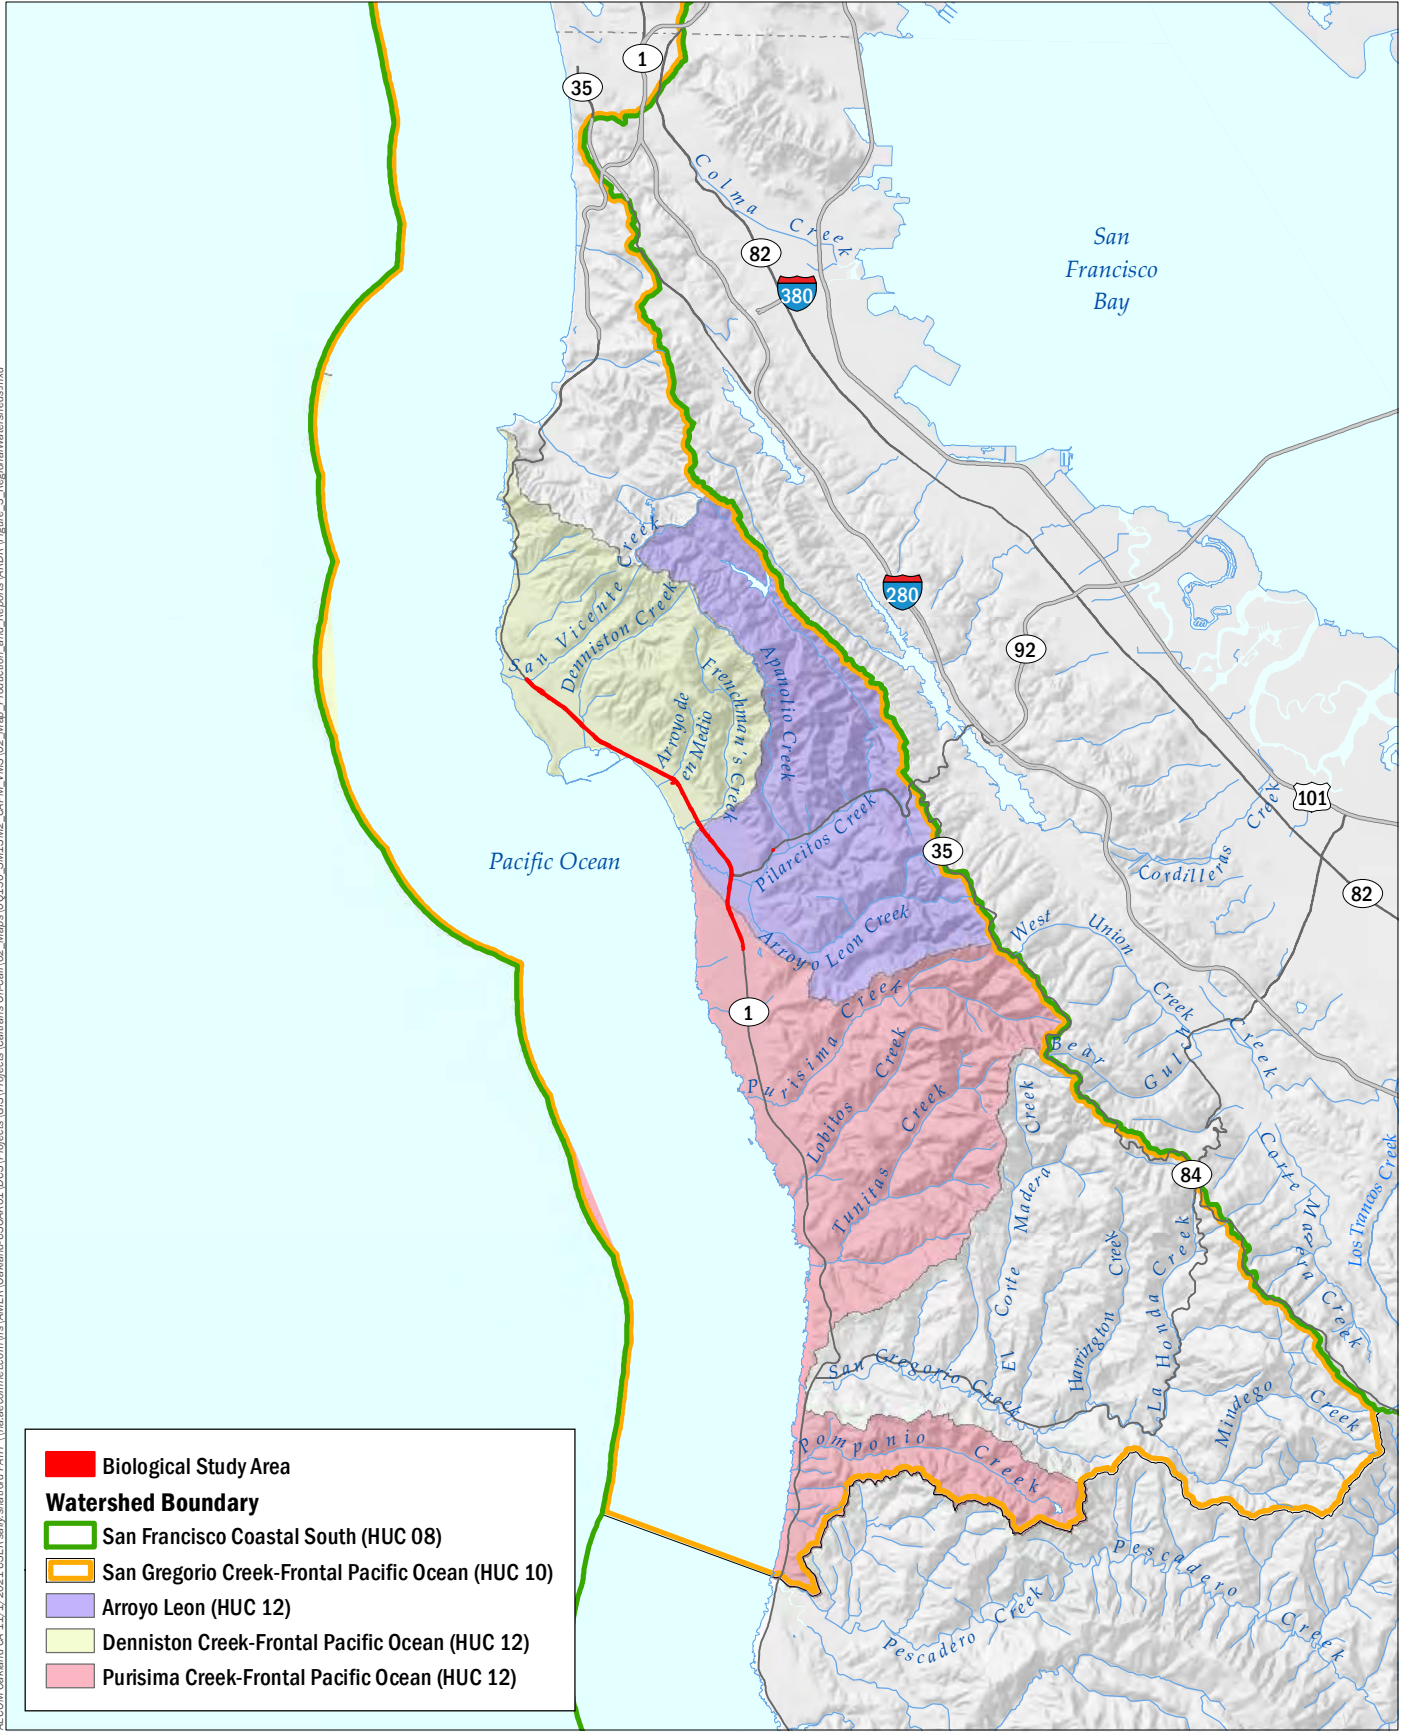 1
35
Colma Creek
82
380
San
Francisco
Bay
280
92
San Vicente Creek
Denniston Creek
Frenchman's Creek
Apanolio Creek
Arroyo de
en Medio
101
Pilarcitos Creek
35
Pacific Ocean
Cordilleras Creek
82
Arroyo Leon Creek
West Union Creek
1
Purisima Creek
Bear Gulch Creek
Lobitos Creek
Tunitas Creek
El Corte Madera Creek
84
Corte Madera Creek
Los Trancos Creek
Harrington Creek
La Honda Creek
San Gregorio Creek
Mindego Creek
Pomponio Creek
Pescadero Creek
Pescadero Creek
Biological Study Area
Watershed Boundary
San Francisco Coastal South (HUC 08)
San Gregorio Creek-Frontal Pacific Ocean (HUC 10)
Arroyo Leon (HUC 12)
Denniston Creek-Frontal Pacific Ocean (HUC 12)
Purisima Creek-Frontal Pacific Ocean (HUC 12)